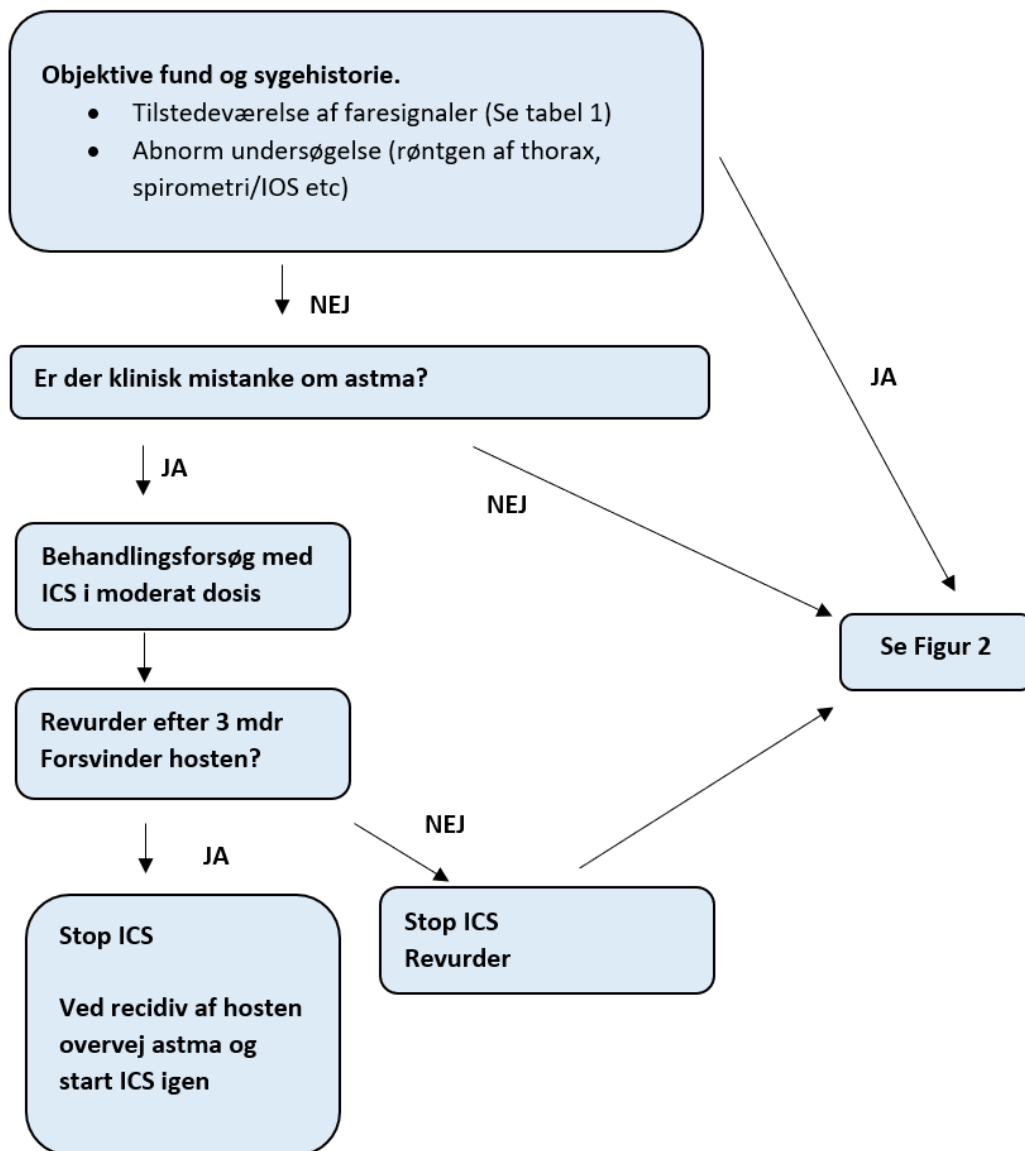 Objektive fund og sygehistorie.
• Tilstedeværelse af faresignaler (Se tabel 1)
• Abnorm undersøgelse (røntgen af thorax,
spirometri/IOS etc)
NEJ
Er der klinisk mistanke om astma?
JA
JA
NEJ
Behandlingsforsøg med
ICS i moderat dosis
Se Figur 2
Revurder efter 3 mdr
Forsvinder hosten?
NEJ
JA
Stop ICS
Revurder
Stop ICS
Ved recidiv af hosten
overvej astma og
start ICS igen